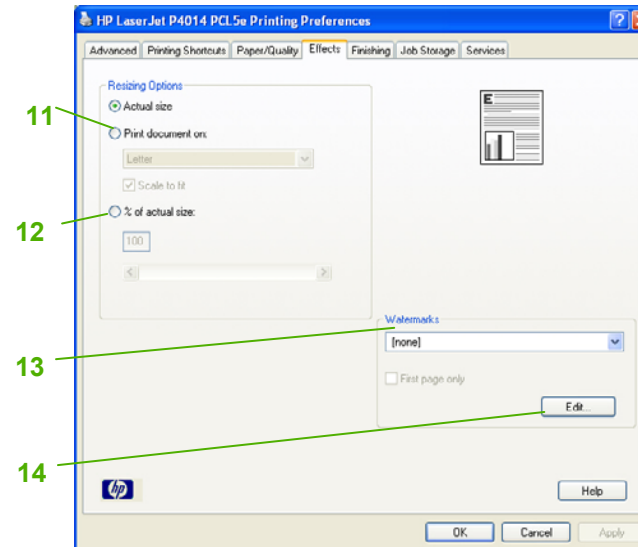 HP LaserJet P4014 PCL5e Printing Preferences
?
Advanced Printing Shortcuts Paper/Quality Effects Finishing Job Storage Services
Resizing Options
Actual size
11
Print document on:
Letter
Scale to fit
12
% of actual size:
100
E
Watermarks
[none]
13
First page only
Edit...
14
hp
Help
OK Cancel Apply